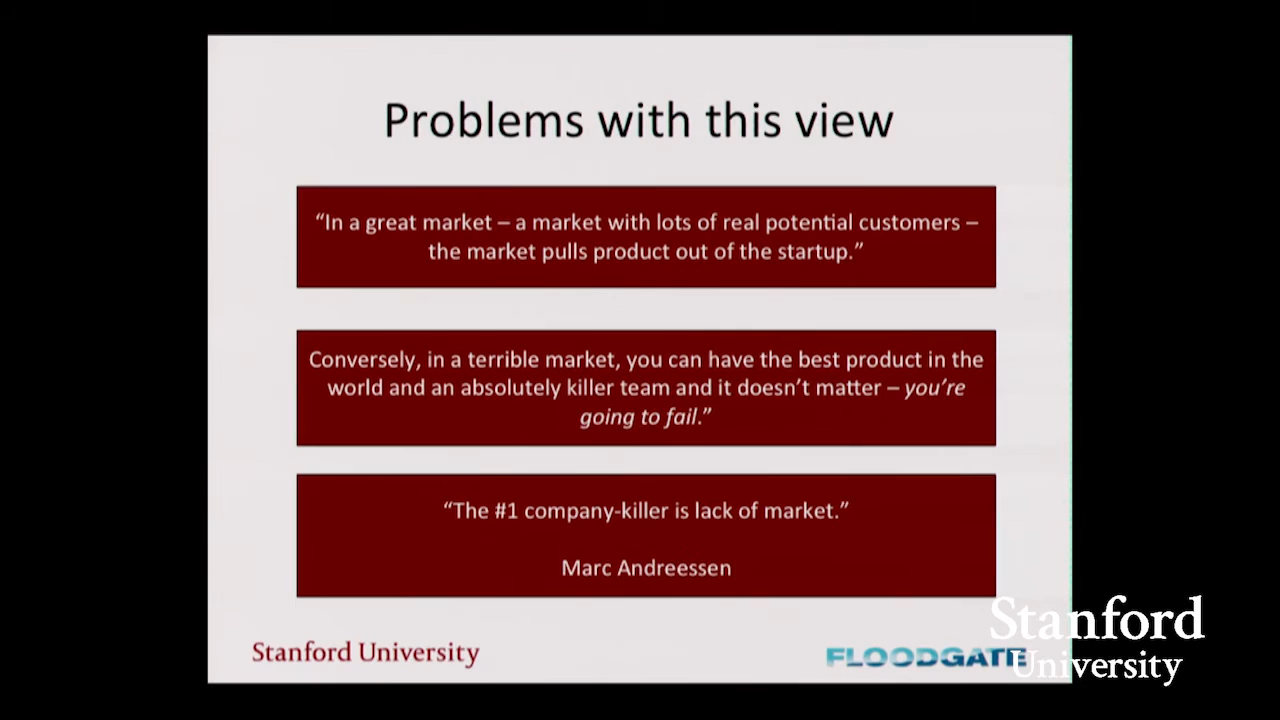 Problems with this view
“In a great market – a market with lots of real potential customers –
the market pulls product out of the startup.”
Conversely, in a terrible market, you can have the best product in the
world and an absolutely killer team and it doesn’t matter – you’re
going to fail.”
“The #1 company-killer is lack of market.”
Marc Andreessen
Stanford University
FLOODGATE
Stanford
University